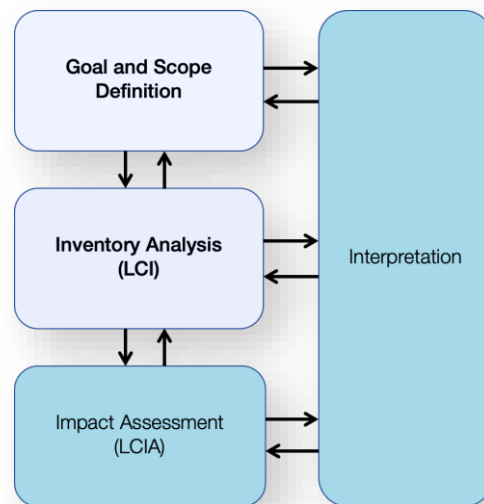 Goal and Scope
Definition
Inventory Analysis
(LCI)
Interpretation
Impact Assessment
(LCIA)